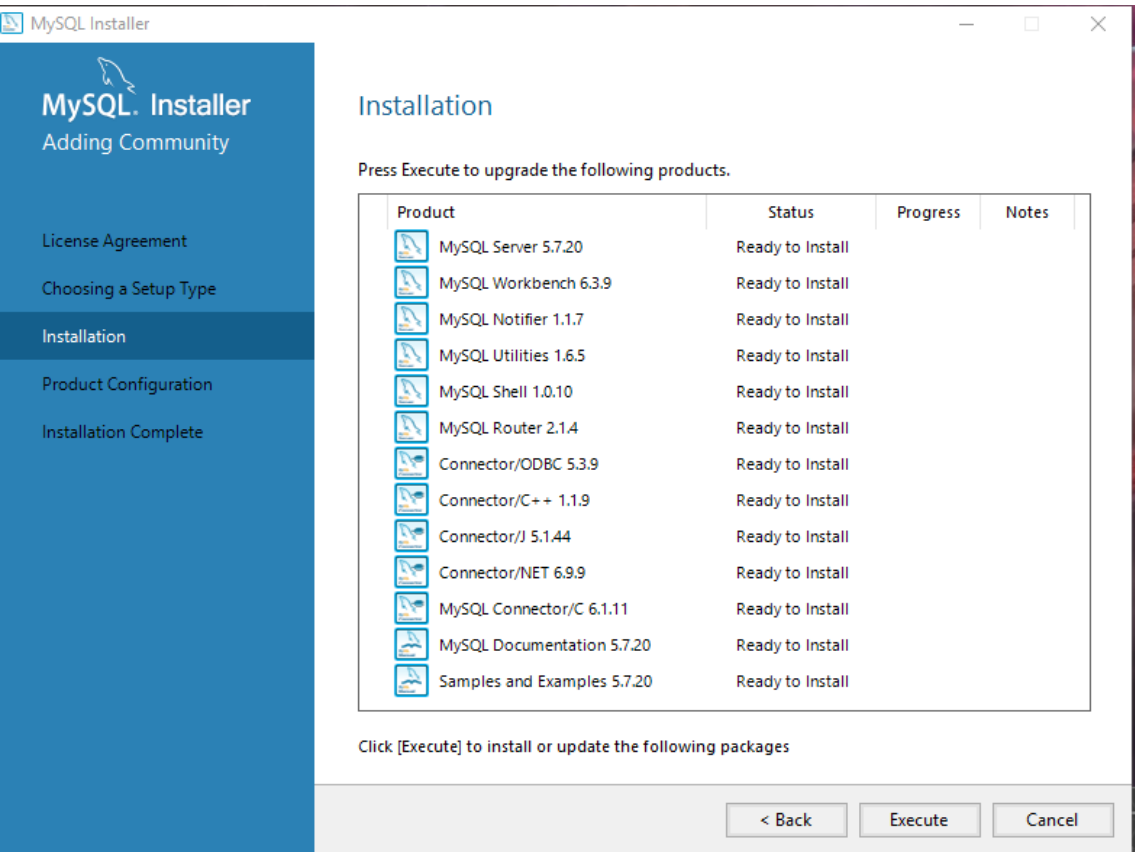 MySQL Installer
MySQL. Installer
Adding Community
License Agreement
Choosing a Setup Type
Installation
Product Configuration
Installation Complete
Installation
Press Execute to upgrade the following products.
Product Status Progress Notes
MySQL Server 5.7.20 Ready to Install
MySQL Workbench 6.3.9 Ready to Install
MySQL Notifier 1.1.7 Ready to Install
MySQL Utilities 1.6.5 Ready to Install
MySQL Shell 1.0.10 Ready to Install
MySQL Router 2.1.4 Ready to Install
Connector/ODBC 5.3.9 Ready to Install
Connector/C++ 1.1.9 Ready to Install
Connector/J 5.1.44 Ready to Install
Connector/NET 6.9.9 Ready to Install
MySQL Connector/C 6.1.11 Ready to Install
MySQL Documentation 5.7.20 Ready to Install
Samples and Examples 5.7.20 Ready to Install
Click [Execute] to install or update the following packages
< Back Execute Cancel